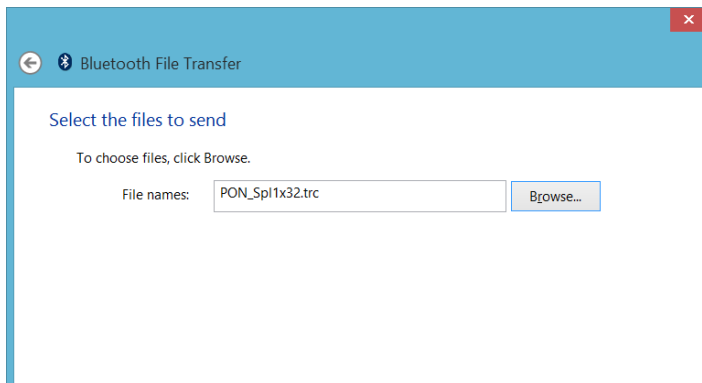 Bluetooth File Transfer
Select the files to send
To choose files, click Browse.
File names: PON_Spl1x32.trc Browse...